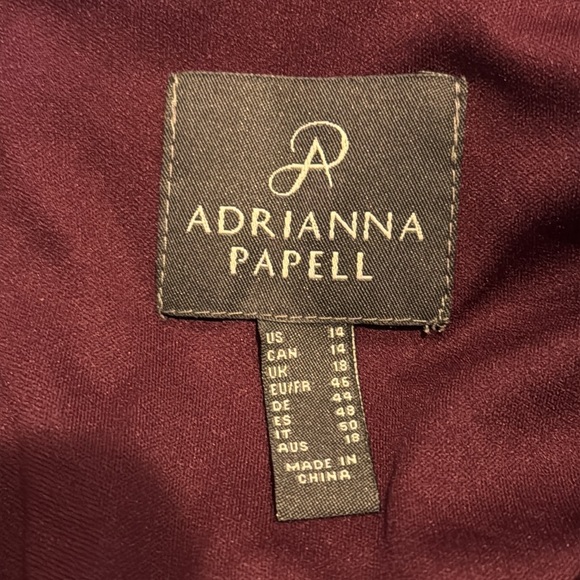 AP
ADRIANNA
PAPELL
US 14
CAN 14
UK 18
EU/FR 46
DE 44
ES 48
IT 50
AUS 18
MADE IN
CHINA